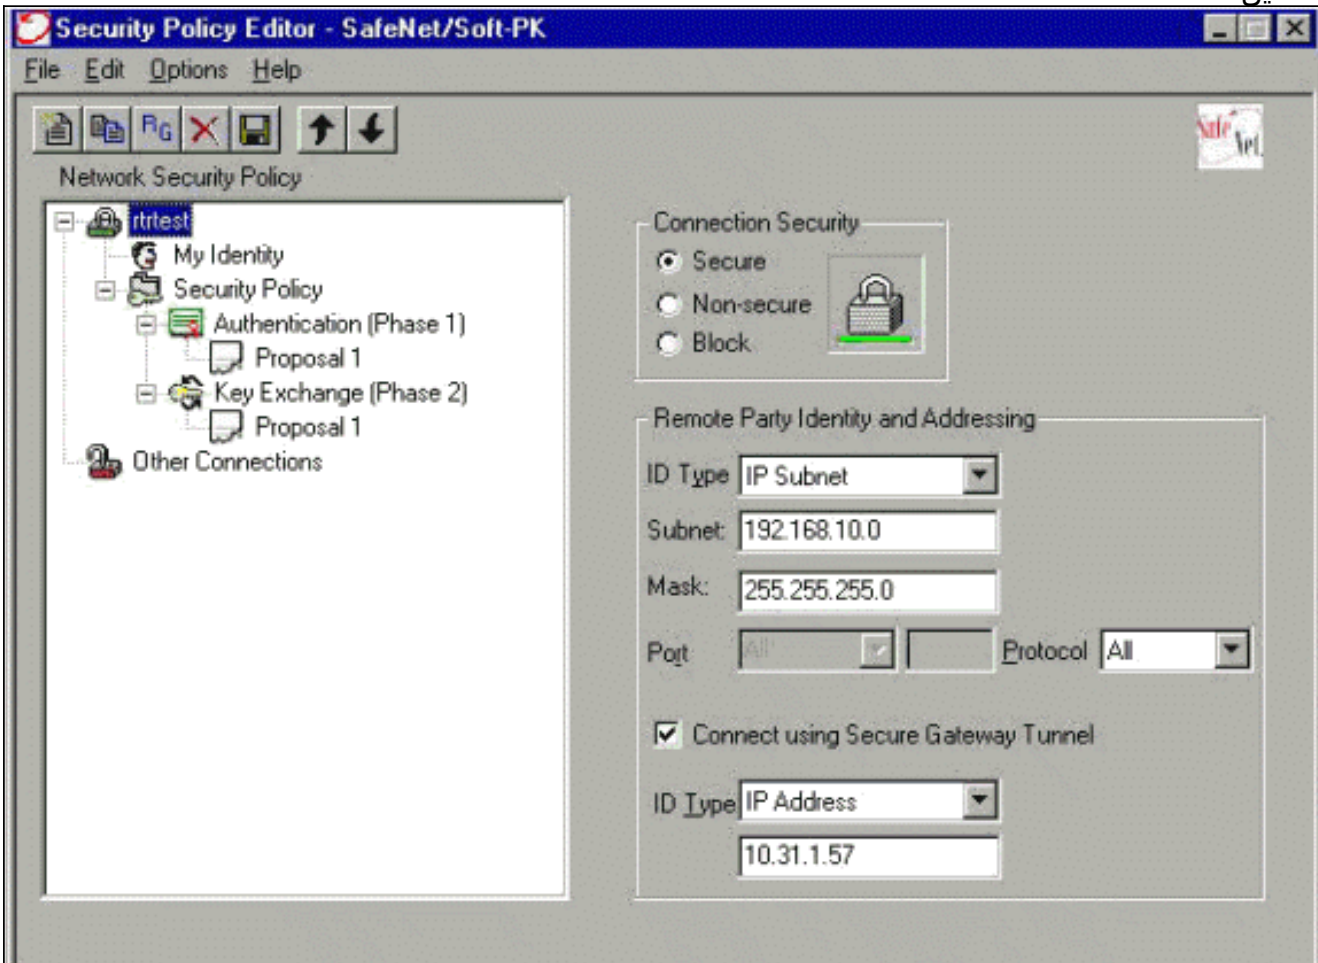 Security Policy Editor - SafeNet/Soft-PK
File Edit Options Help
RG
Safe Net.
Network Security Policy
rtrtest
My Identity
Security Policy
Authentication (Phase 1)
Proposal 1
Key Exchange (Phase 2)
Proposal 1
Other Connections
Connection Security
Secure
Non-secure
Block
Remote Party Identity and Addressing
ID Type IP Subnet
Subnet: 192.168.10.0
Mask: 255.255.255.0
Port All Protocol All
Connect using Secure Gateway Tunnel
ID Type IP Address
10.31.1.57